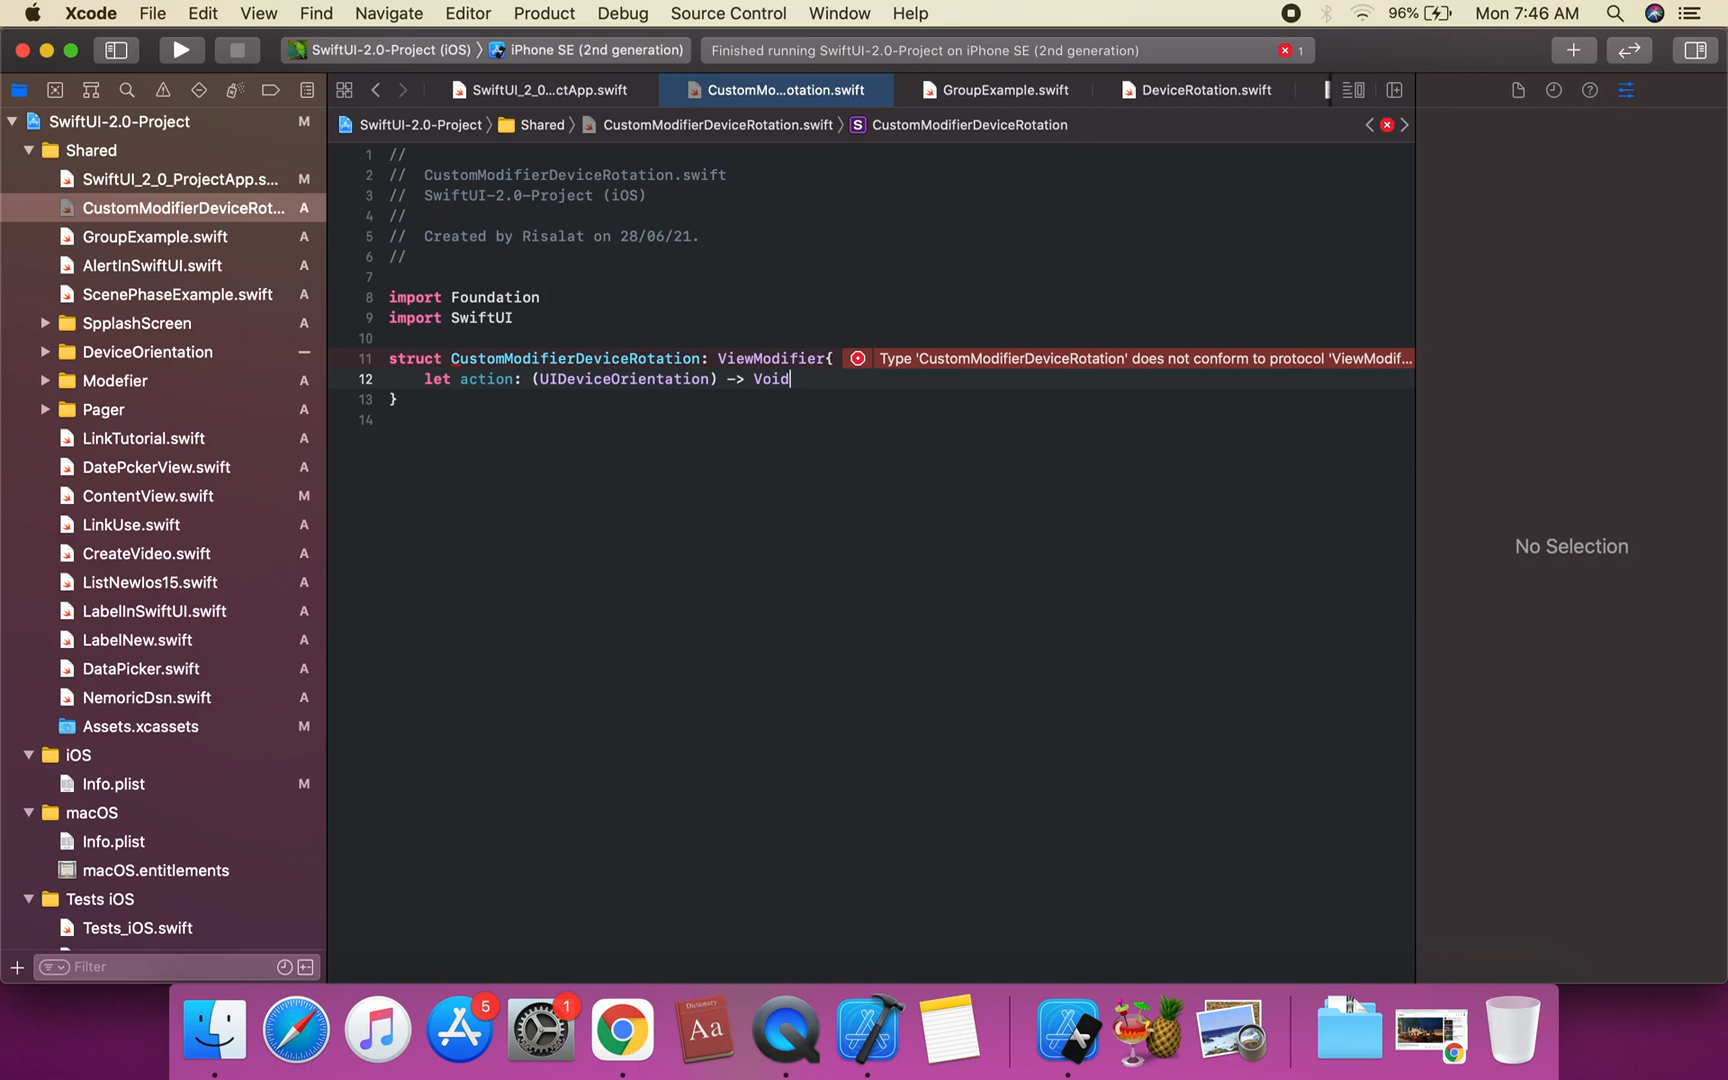 Xcode File Edit View Find Navigate Editor Product Debug Source Control Window Help 96% Mon 7:46 AM
SwiftUI-2.0-Project (iOS) iPhone SE (2nd generation) Finished running SwiftUI-2.0-Project on iPhone SE (2nd generation) 1
SwiftUI_2_0...ctApp.swift CustomMo...otation.swift GroupExample.swift DeviceRotation.swift
SwiftUI-2.0-Project Shared CustomModifierDeviceRotation.swift S CustomModifierDeviceRotation
SwiftUI-2.0-Project M
Shared
SwiftUI_2_0_ProjectApp.s... M
CustomModifierDeviceRot... A
GroupExample.swift A
AlertInSwiftUI.swift A
ScenePhaseExample.swift A
SpplashScreen A
DeviceOrientation
Modefier A
Pager A
LinkTutorial.swift A
DatePckerView.swift A
ContentView.swift M
LinkUse.swift A
CreateVideo.swift A
ListNewIos15.swift A
LabelInSwiftUI.swift A
LabelNew.swift A
DataPicker.swift A
NemoricDsn.swift A
Assets.xcassets M
iOS
Info.plist M
macOS
Info.plist
macOS.entitlements
Tests iOS
Tests_iOS.swift
Filter
1 //
2 // CustomModifierDeviceRotation.swift
3 // SwiftUI-2.0-Project (iOS)
4 //
5 // Created by Risalat on 28/06/21.
6 //
7
8 import Foundation
9 import SwiftUI
10
11 struct CustomModifierDeviceRotation: ViewModifier{ Type 'CustomModifierDeviceRotation' does not conform to protocol 'ViewModif...
12 let action: (UIDeviceOrientation) -> Void
13 }
14
No Selection
5
1
Aa